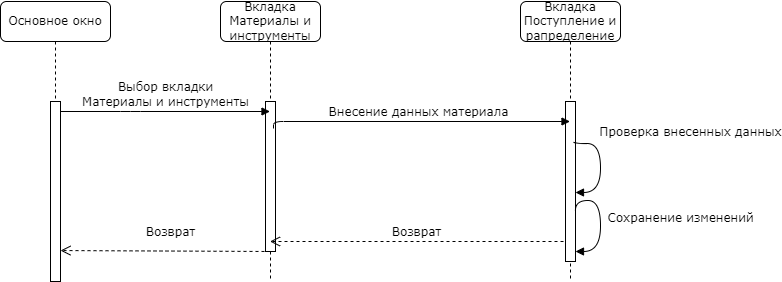 Основное окно
Вкладка
Материалы и
инструменты
Вкладка
Поступление и
рапределение
Выбор вкладки
Материалы и инструменты
Внесение данных материала
Проверка внесенных данных
Сохранение изменений
Возврат
Возврат